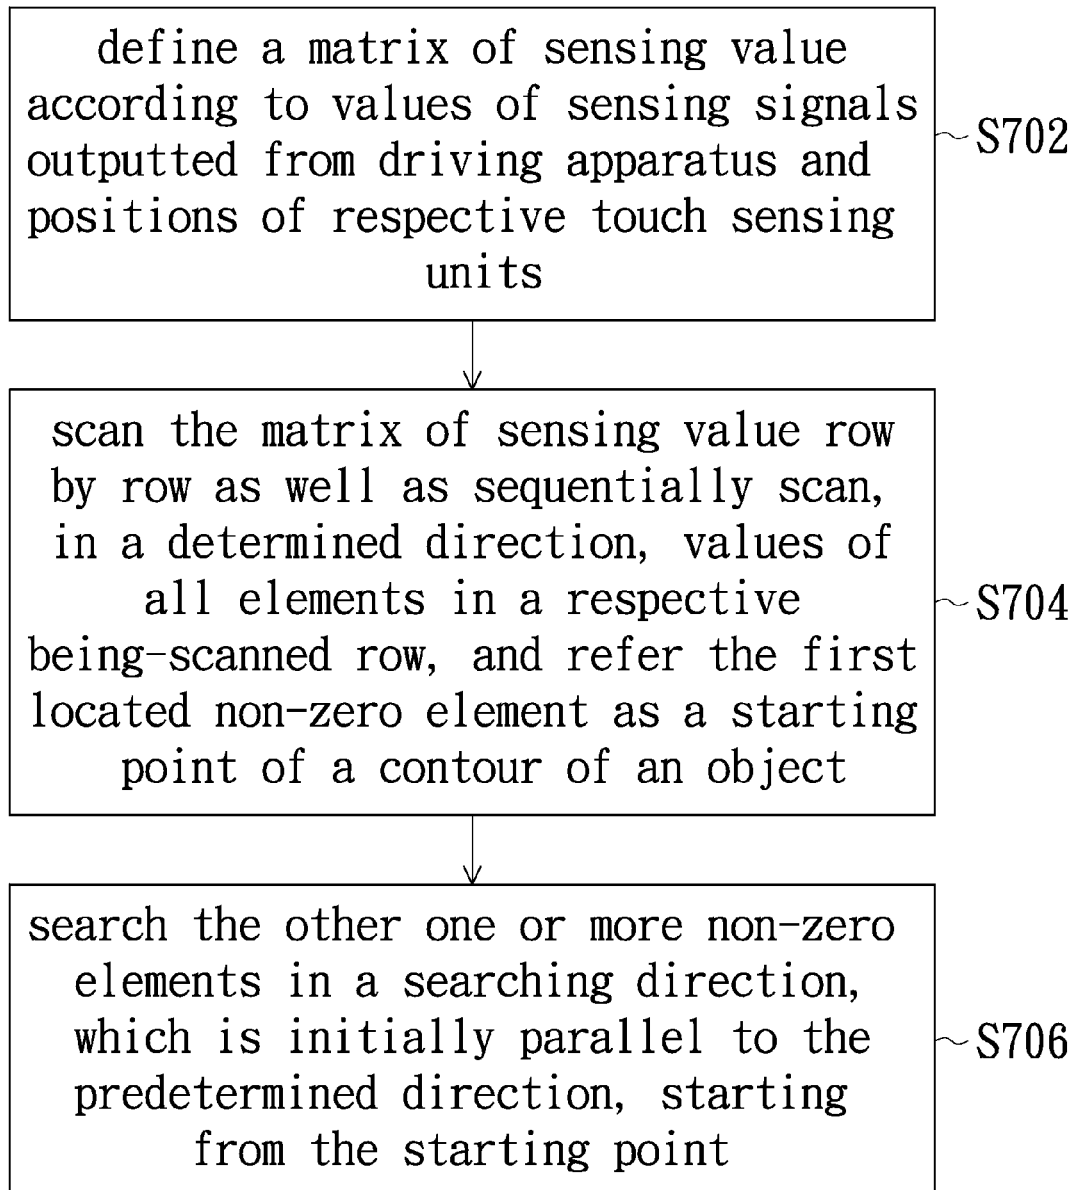 define a matrix of sensing value
according to values of sensing signals
outputted from driving apparatus and
positions of respective touch sensing
units
S702
scan the matrix of sensing value row
by row as well as sequentially scan,
in a determined direction, values of
all elements in a respective
being-scanned row, and refer the first
located non-zero element as a starting
point of a contour of an object
S704
search the other one or more non-zero
elements in a searching direction,
which is initially parallel to the
predetermined direction, starting
from the starting point
S706